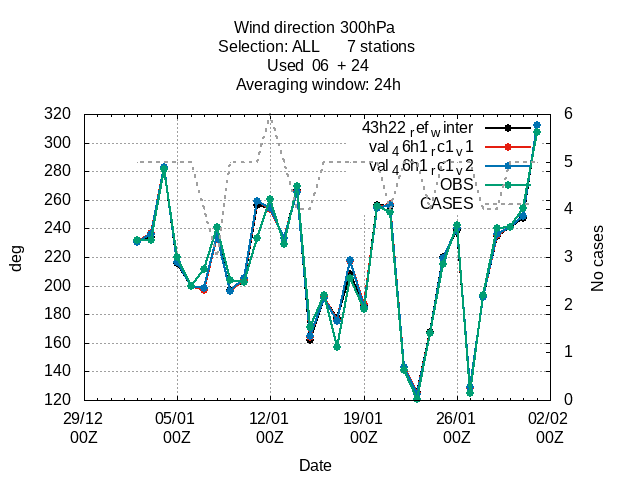 Wind direction 300hPa
Selection: ALL 7 stations
Used 06 + 24
Averaging window: 24h
43h22_ref_winter
val_46h1_rc1_v1
val_46h1_rc1_v2
OBS
CASES
320
300
280
260
240
220
200
180
160
140
120
deg
6
5
4
3
2
1
0
No cases
29/12 05/01 12/01 19/01 26/01 02/02
00Z 00Z 00Z 00Z 00Z 00Z
Date